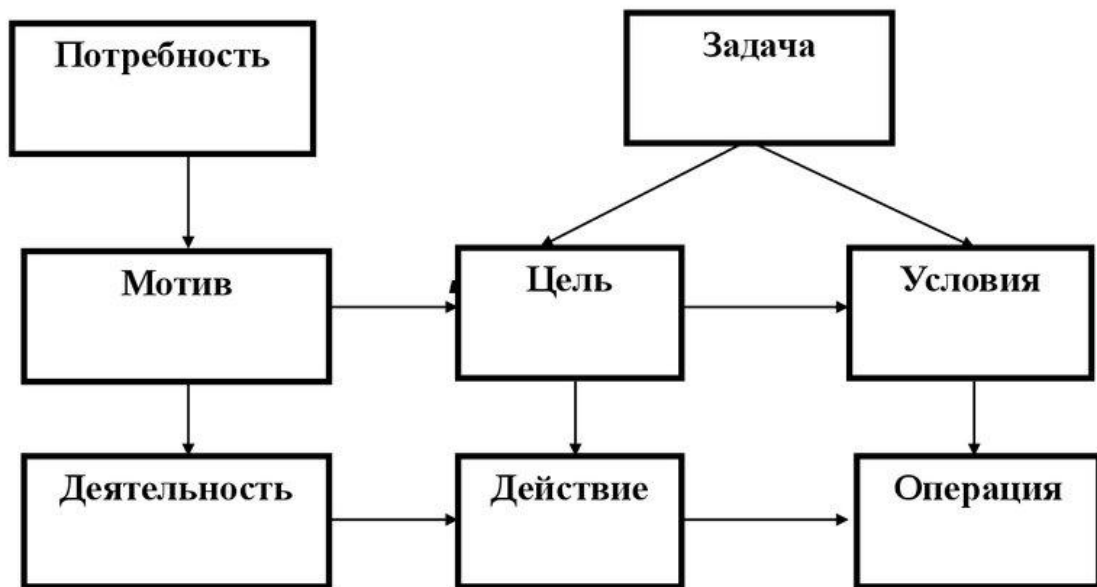 Потребность
Задача
Мотив
Цель
Условия
Деятельность
Действие
Операция